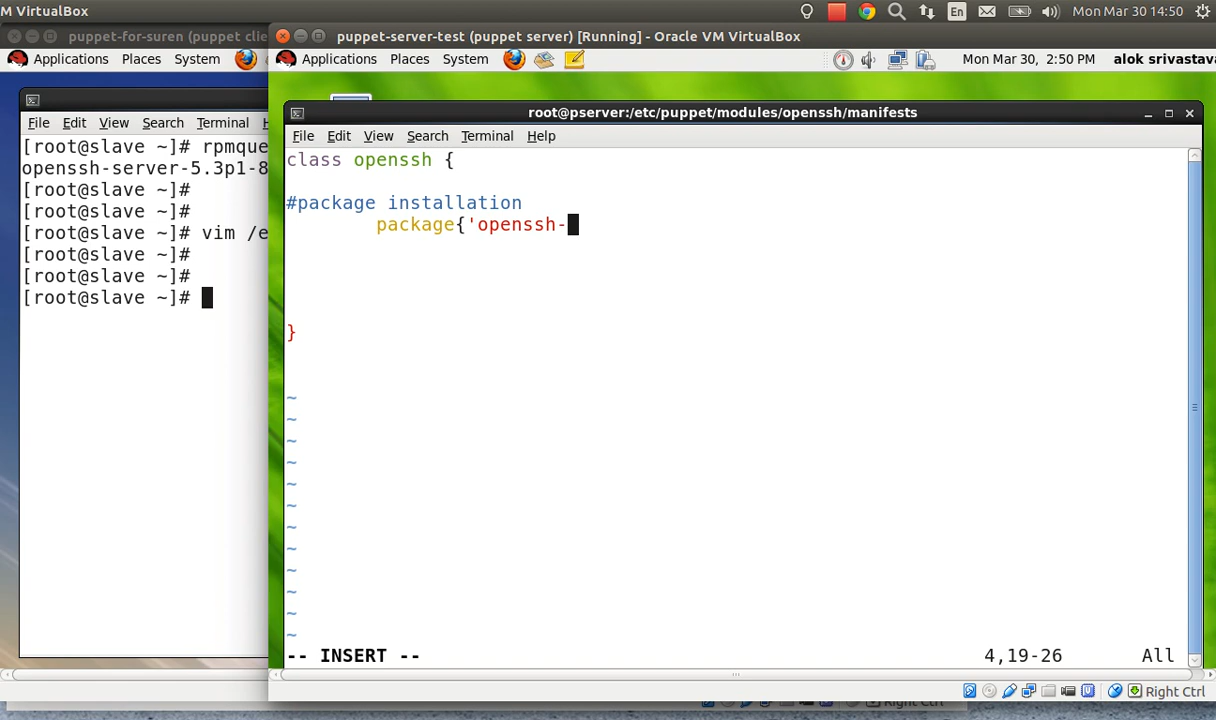 M VirtualBox
En
Mon Mar 30 14:50
puppet-for-suren (puppet clie
puppet-server-test (puppet server) [Running] - Oracle VM VirtualBox
Applications Places System
Applications Places System
Mon Mar 30, 2:50 PM
alok srivastava
root@pserver:/etc/puppet/modules/openssh/manifests
File Edit View Search Terminal H
File Edit View Search Terminal Help
[root@slave ~]# rpmque
openssh-server-5.3p1-8
[root@slave ~]#
[root@slave ~]#
[root@slave ~]# vim /e
[root@slave ~]#
[root@slave ~]#
[root@slave ~]#
class openssh {
#package installation
package{'openssh-
}
~
~
~
~
~
~
~
~
~
~
~
~
-- INSERT --
4,19-26
All
Right Ctrl
Right Ctrl